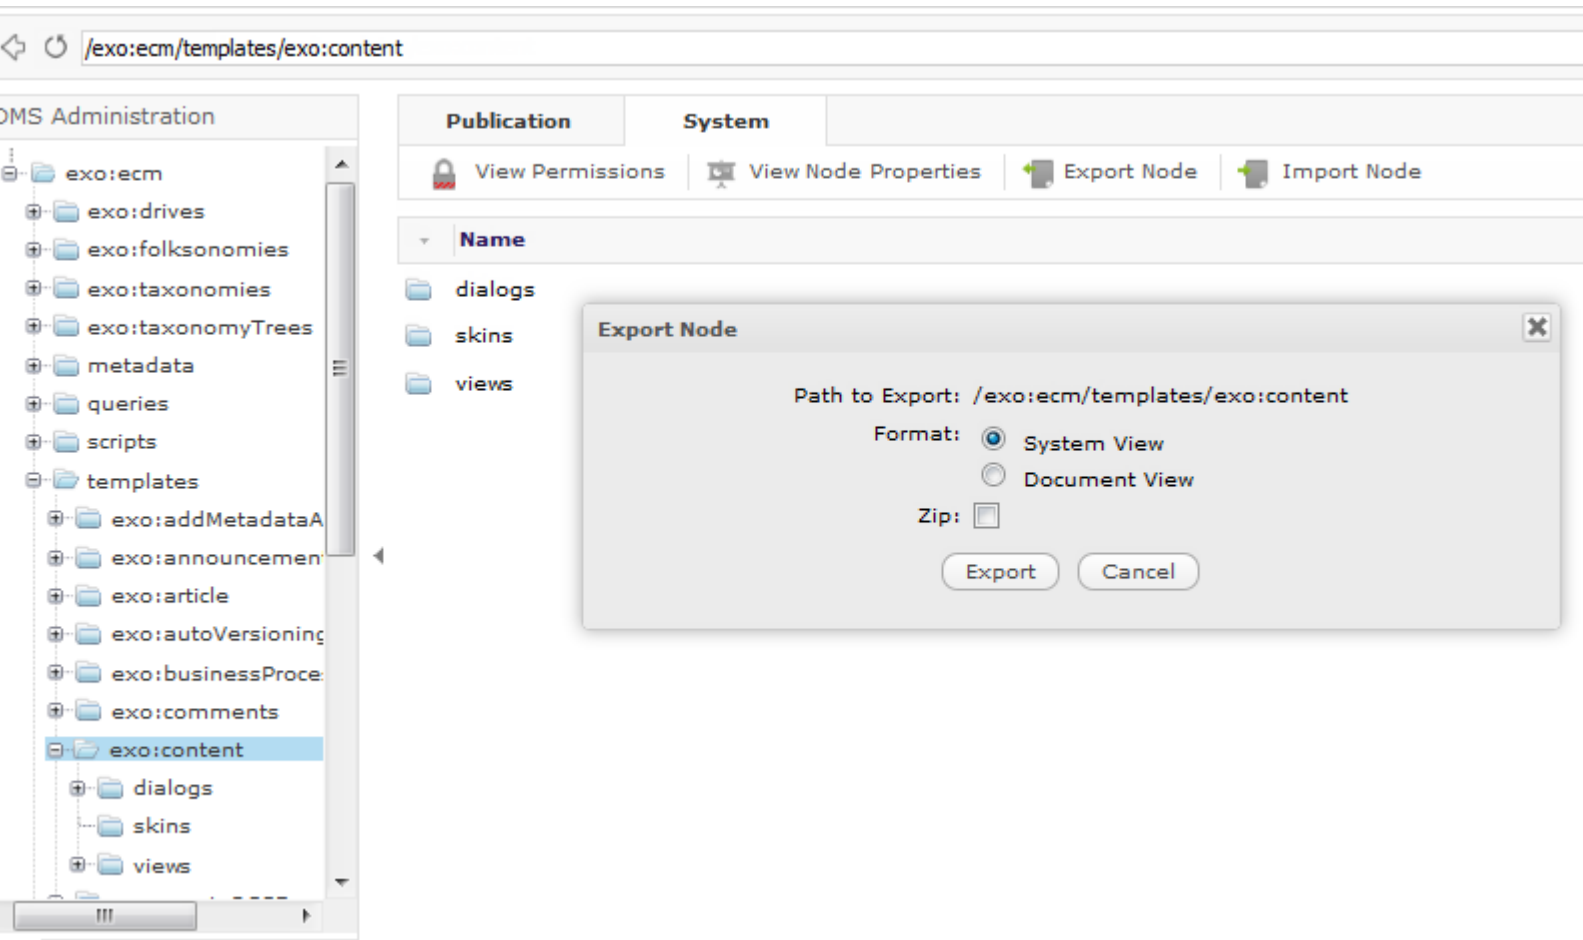 /exo:ecm/templates/exo:content
DMS Administration
exo:ecm
exo:drives
exo:folksonomies
exo:taxonomies
exo:taxonomyTrees
metadata
queries
scripts
templates
exo:addMetadataA
exo:announcemen
exo:article
exo:autoVersioning
exo:businessProce
exo:comments
exo:content
dialogs
skins
views
Publication System
View Permissions View Node Properties Export Node Import Node
Name
dialogs
skins
views
Export Node
Path to Export: /exo:ecm/templates/exo:content
Format: System View
Document View
Zip:
Export Cancel